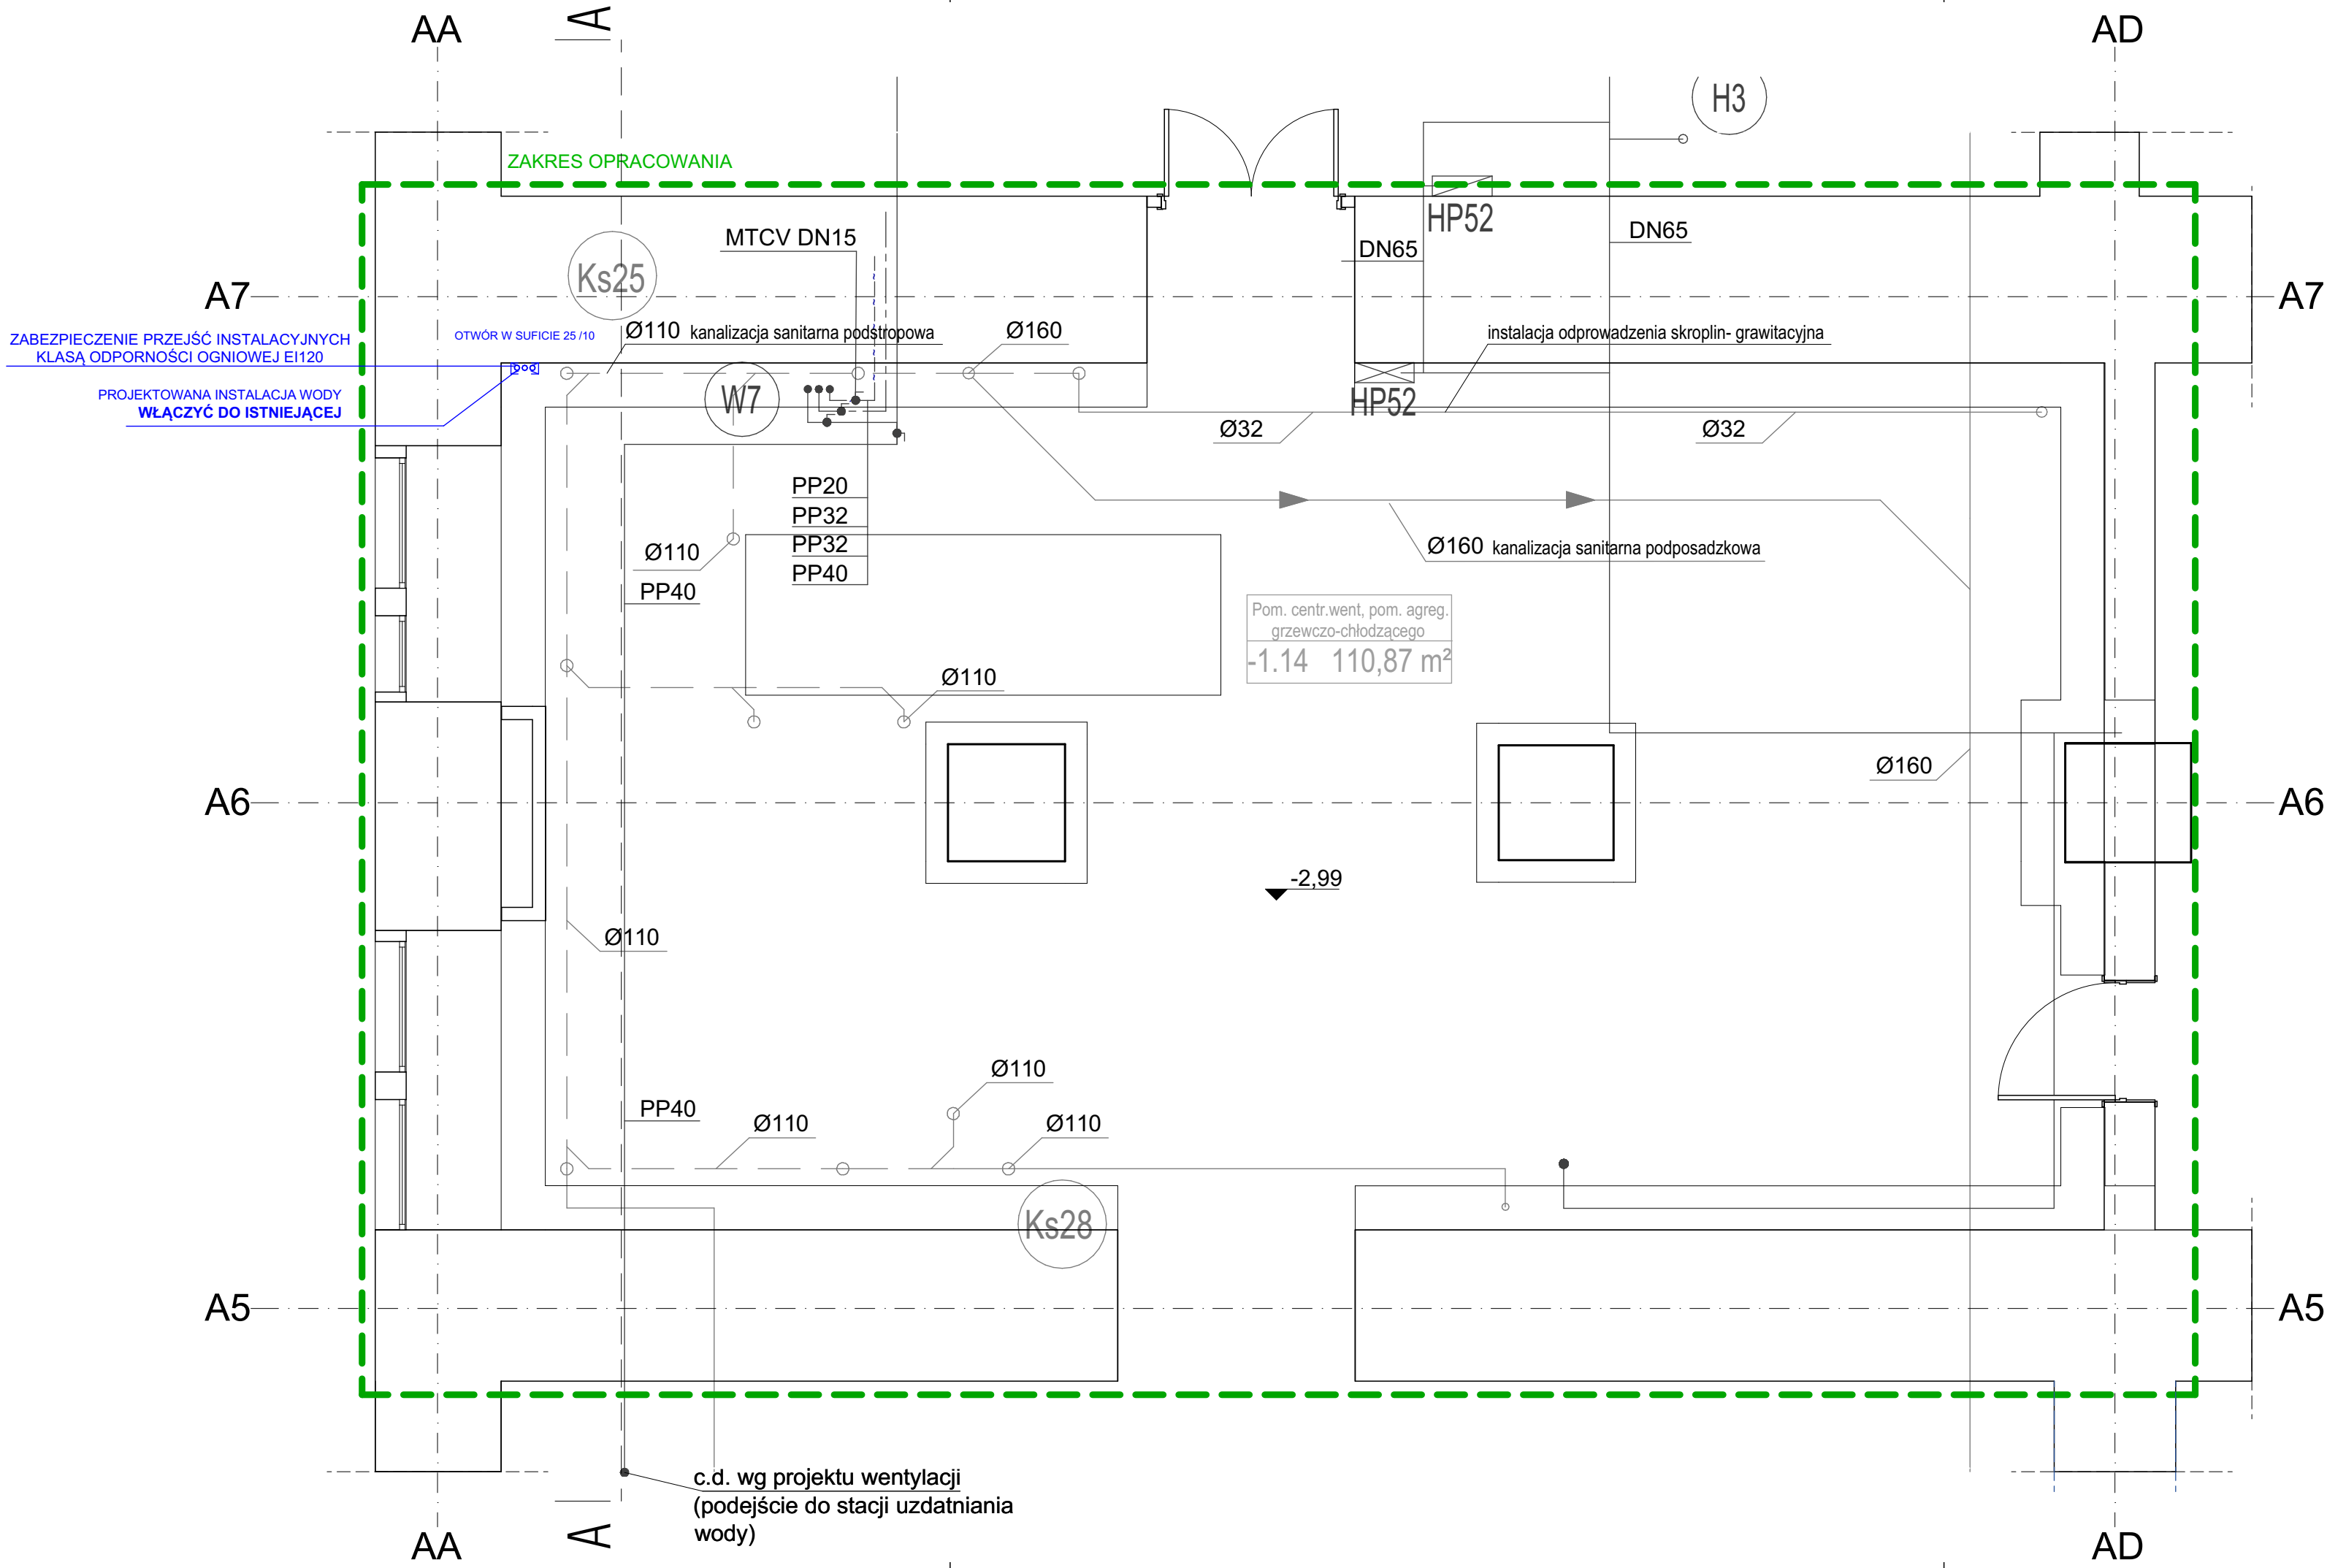 AA
A
AD
H3
ZAKRES OPRACOWANIA
HP52
MTCV DN15
DN65
DN65
Ks25
A7
A7
ZABEZPIECZENIE PRZEJŚĆ INSTALACYJNYCH
KLASĄ ODPORNOŚCI OGNIOWEJ EI120
OTWÓR W SUFICIE 25 /10
Ø110 kanalizacja sanitarna podstropowa
Ø160
instalacja odprowadzenia skroplin- grawitacyjna
PROJEKTOWANA INSTALACJA WODY
WŁĄCZYĆ DO ISTNIEJĄCEJ
W7
HP52
Ø32
Ø32
PP20
PP32
PP32
PP40
Ø110
PP40
Ø160 kanalizacja sanitarna podposadzkowa
Pom. centr.went, pom. agreg.
grzewczo-chłodzącego
-1.14 110,87 m²
Ø110
Ø160
A6
A6
-2,99
Ø110
Ø110
PP40
Ø110
Ø110
Ks28
A5
A5
c.d. wg projektu wentylacji
(podejście do stacji uzdatniania
wody)
AA
A
AD